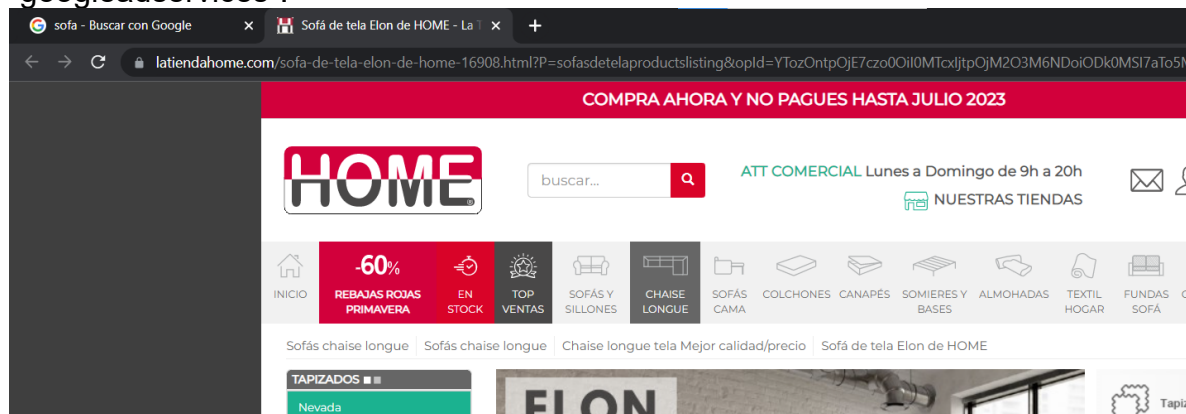 googleadservices".
sofa - Buscar con Google
Sofá de tela Elon de HOME - La T
latiendahome.com/sofa-de-tela-elon-de-home-16908.html?P=sofasdetelaproductslisting&opId=
COMPRA AHORA Y NO PAGUES HASTA JULIO 2023
HOME
buscar...
ATT COMERCIAL Lunes a Domingo de 9h a 20h
NUESTRAS TIENDAS
INICIO
-60%
REBAJAS ROJAS
PRIMAVERA
EN
STOCK
TOP
VENTAS
SOFÁS Y
SILLONES
CHAISE
LONGUE
SOFÁS
CAMA
COLCHONES
CANAPÉS
SOMIERES Y
BASES
ALMOHADAS
TEXTIL
HOGAR
FUNDAS
SOFÁ
Sofás chaise longue Sofás chaise longue Chaise longue tela Mejor calidad/precio Sofá de tela Elon de HOME
TAPIZADOS
Nevada
ELON
Tapiz